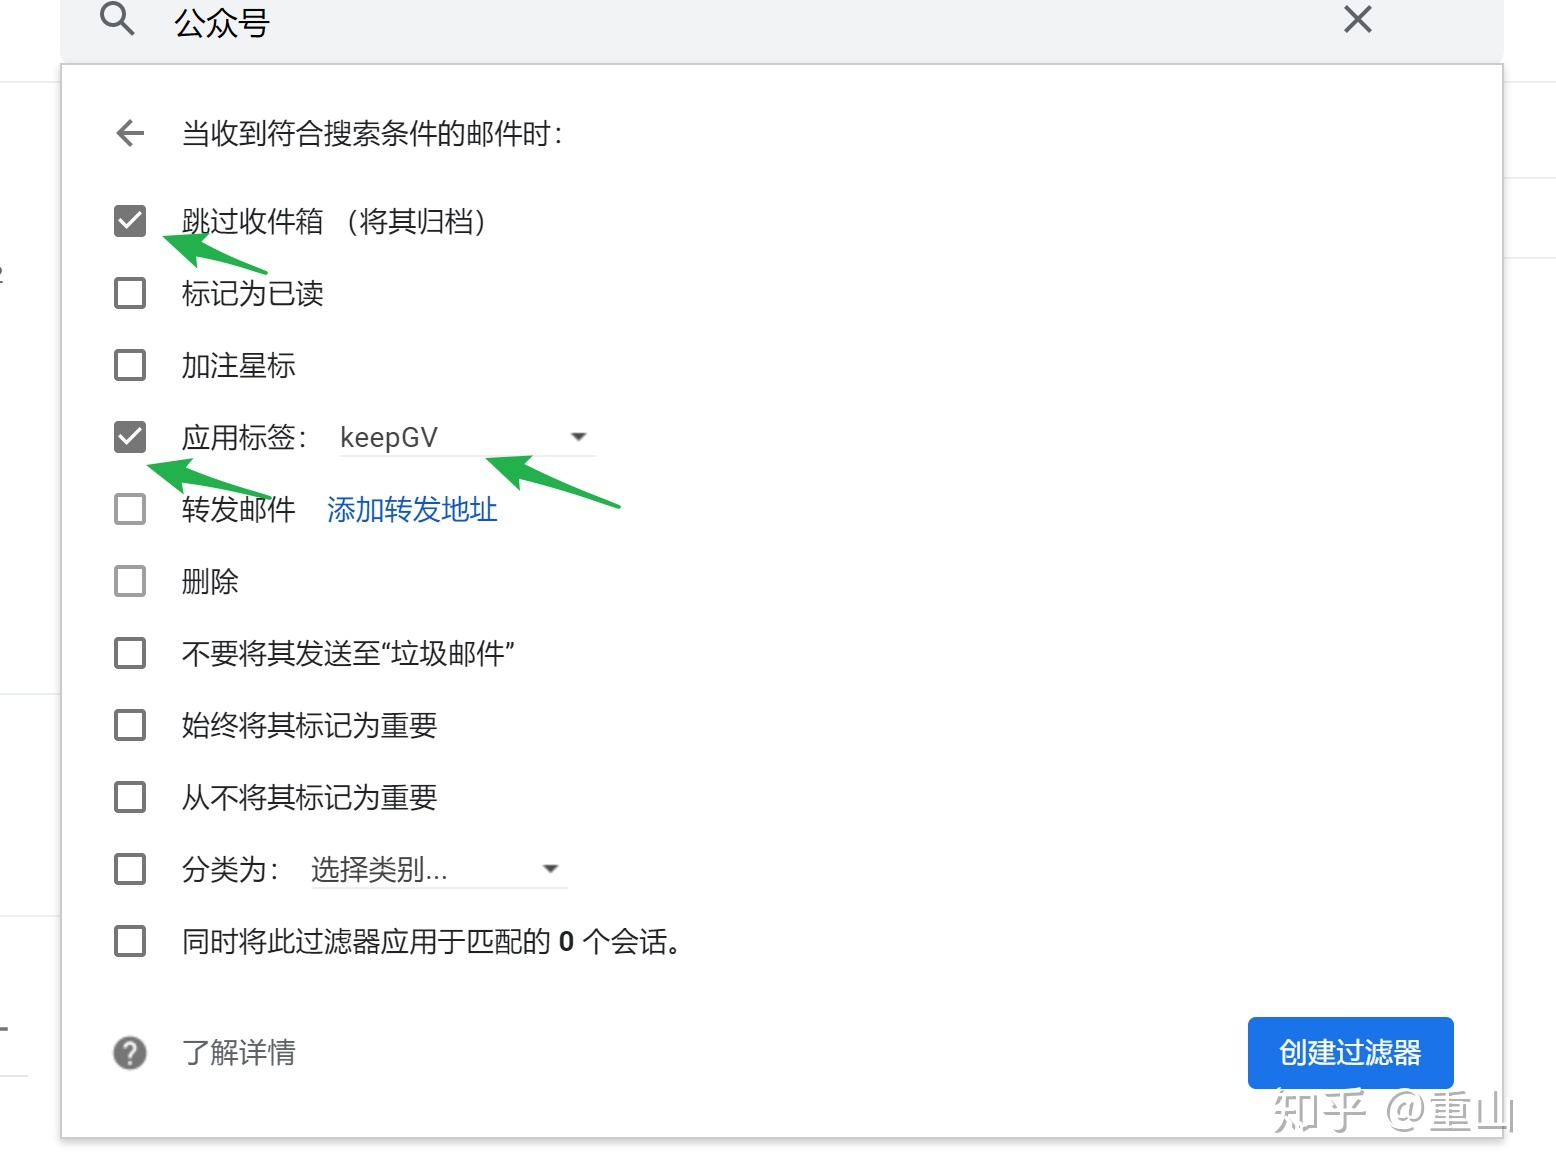 公众号
当收到符合搜索条件的邮件时：
跳过收件箱 （将其归档）
标记为已读
加注星标
应用标签： keepGV
转发邮件 添加转发地址
删除
不要将其发送至“垃圾邮件”
始终将其标记为重要
从不将其标记为重要
分类为： 选择类别...
同时将此过滤器应用于匹配的 0 个会话。
了解详情
创建过滤器
知乎 @重山